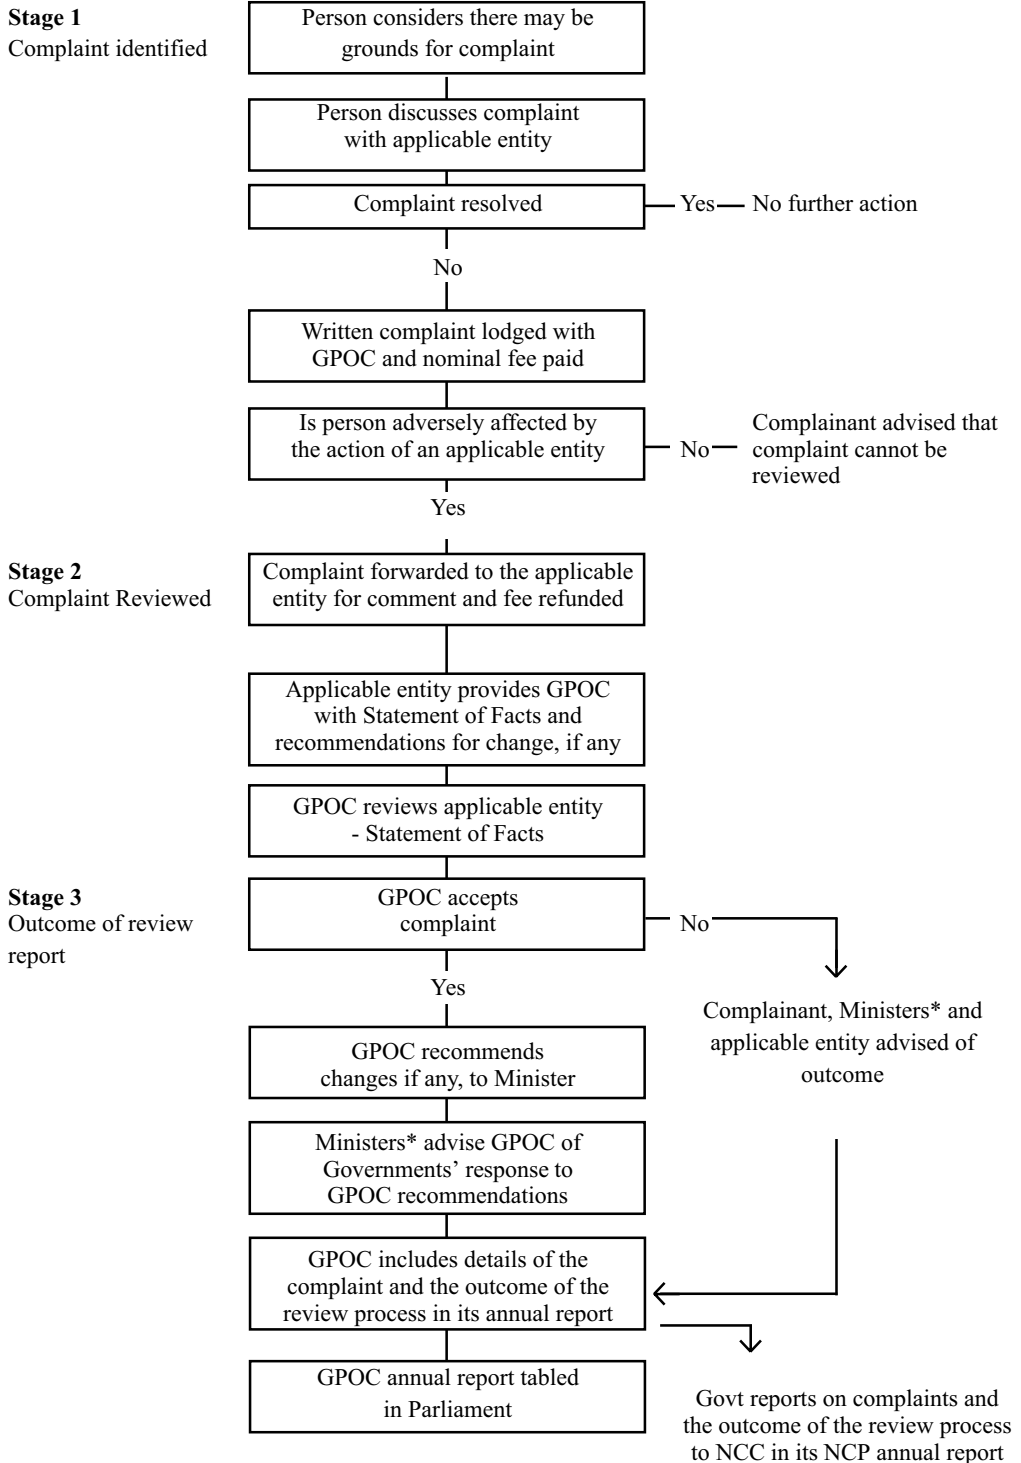 Stage 1
Complaint identified
Person considers there may be
grounds for complaint
Person discusses complaint
with applicable entity
Complaint resolved
Yes
No further action
No
Written complaint lodged with
GPOC and nominal fee paid
Is person adversely affected by
the action of an applicable entity
No
Complainant advised that
complaint cannot be
reviewed
Yes
Stage 2
Complaint Reviewed
Complaint forwarded to the applicable
entity for comment and fee refunded
Applicable entity provides GPOC
with Statement of Facts and
recommendations for change, if any
GPOC reviews applicable entity
- Statement of Facts
Stage 3
Outcome of review
report
GPOC accepts
complaint
No
Yes
Complainant, Ministers* and
applicable entity advised of
outcome
GPOC recommends
changes if any, to Minister
Ministers* advise GPOC of
Governments’ response to
GPOC recommendations
GPOC includes details of the
complaint and the outcome of the
review process in its annual report
GPOC annual report tabled
in Parliament
Govt reports on complaints and
the outcome of the review process
to NCC in its NCP annual report